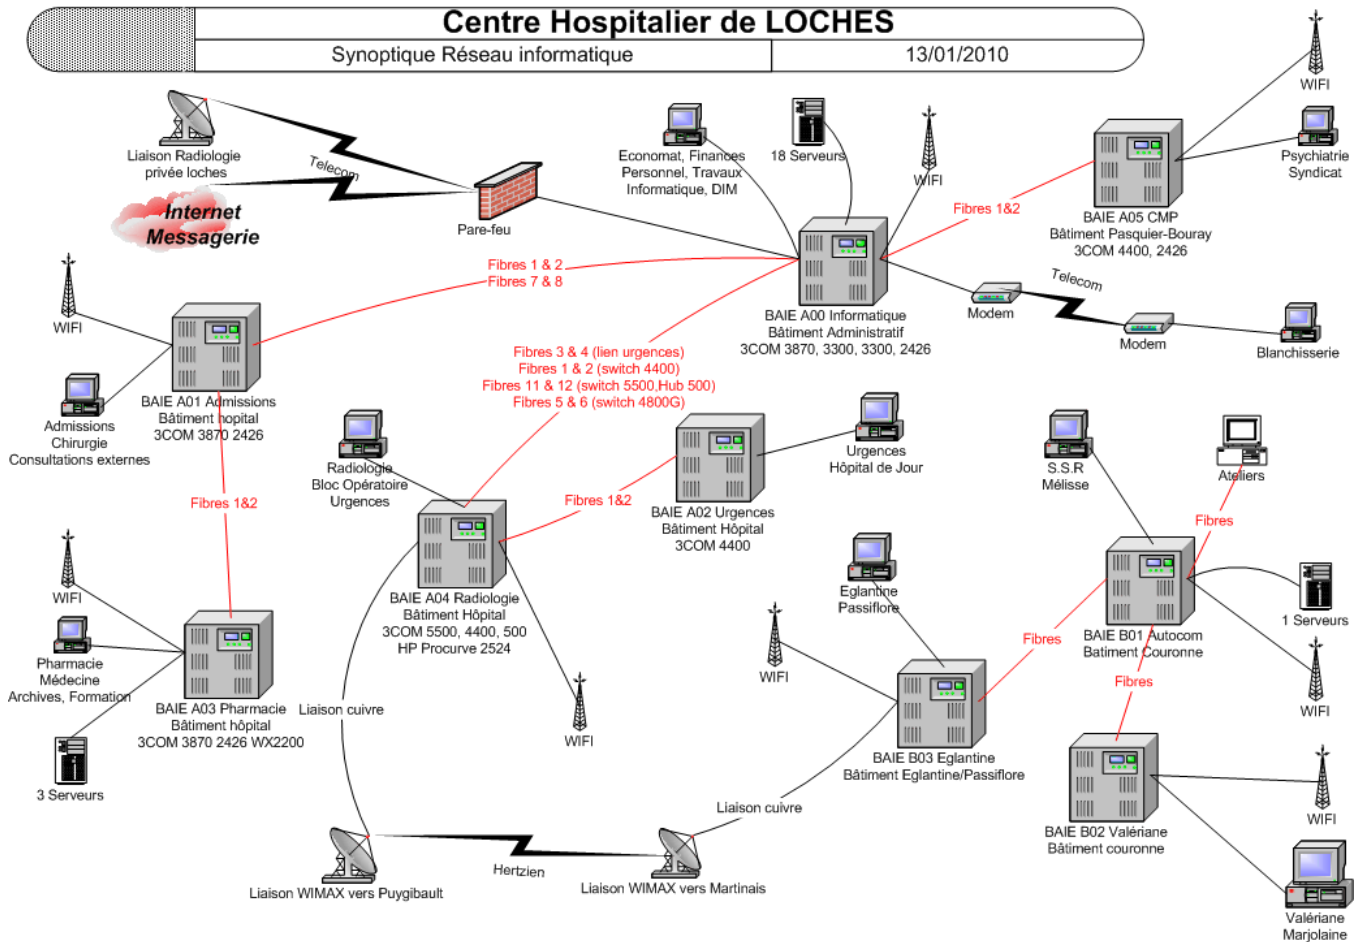 Centre Hospitalier de LOCHES
Synoptique Réseau informatique
13/01/2010
WIFI
Psychiatrie
Syndicat
BAIE A05 CMP
Bâtiment Pasquier-Bouray
3COM 4400, 2426
Fibres 1&2
Liaison Radiologie
privée loches
Telecom
Internet
Messagerie
Pare-feu
Economat, Finances
Personnel, Travaux
Informatique, DIM
18 Serveurs
WIFI
BAIE A00 Informatique
Bâtiment Administratif
3COM 3870, 3300, 3300, 2426
Modem
Telecom
Modem
Blanchisserie
Fibres 1 & 2
Fibres 7 & 8
WIFI
BAIE A01 Admissions
Bâtiment hopital
3COM 3870 2426
Admissions
Chirurgie
Consultations externes
Fibres 3 & 4 (lien urgences)
Fibres 1 & 2 (switch 4400)
Fibres 11 & 12 (switch 5500,Hub 500)
Fibres 5 & 6 (switch 4800G)
Radiologie
Bloc Opératoire
Urgences
Urgences
Hôpital de Jour
Fibres 1&2
Fibres 1&2
BAIE A02 Urgences
Bâtiment Hôpital
3COM 4400
S.S.R
Mélisse
Ateliers
Fibres
WIFI
Pharmacie
Médecine
Archives, Formation
BAIE A03 Pharmacie
Bâtiment hôpital
3COM 3870 2426 WX2200
3 Serveurs
BAIE A04 Radiologie
Bâtiment Hôpital
3COM 5500, 4400, 500
HP Procurve 2524
Liaison cuivre
WIFI
Eglantine
Passiflore
WIFI
BAIE B03 Eglantine
Bâtiment Eglantine/Passiflore
Fibres
BAIE B01 Autocom
Batiment Couronne
1 Serveurs
WIFI
Fibres
BAIE B02 Valériane
Bâtiment couronne
WIFI
Valériane
Marjolaine
Liaison cuivre
Hertzien
Liaison WIMAX vers Puygibault
Liaison WIMAX vers Martinais